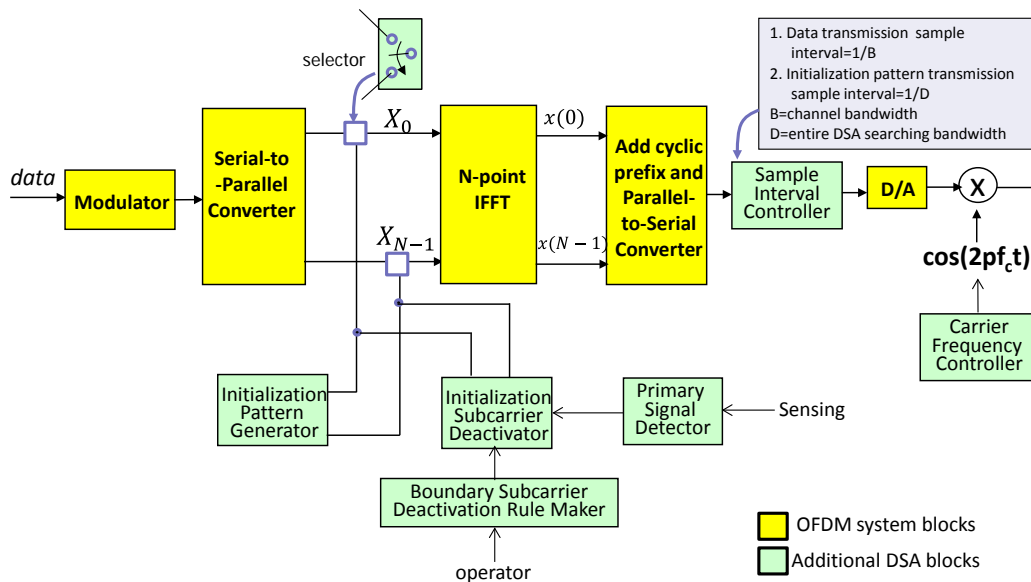 selector
1. Data transmission sample
interval=1/B
2. Initialization pattern transmission
sample interval=1/D
B=channel bandwidth
D=entire DSA searching bandwidth
data
Modulator
Serial-to
-Parallel
Converter
X_0
X_{N-1}
N-point
IFFT
x(0)
x(N-1)
Add cyclic
prefix and
Parallel-
to-Serial
Converter
Sample
Interval
Controller
D/A
X
cos(2pf_ct)
Carrier
Frequency
Controller
Initialization
Pattern
Generator
Initialization
Subcarrier
Deactivator
Primary
Signal
Detector
Sensing
Boundary Subcarrier
Deactivation Rule Maker
operator
OFDM system blocks
Additional DSA blocks